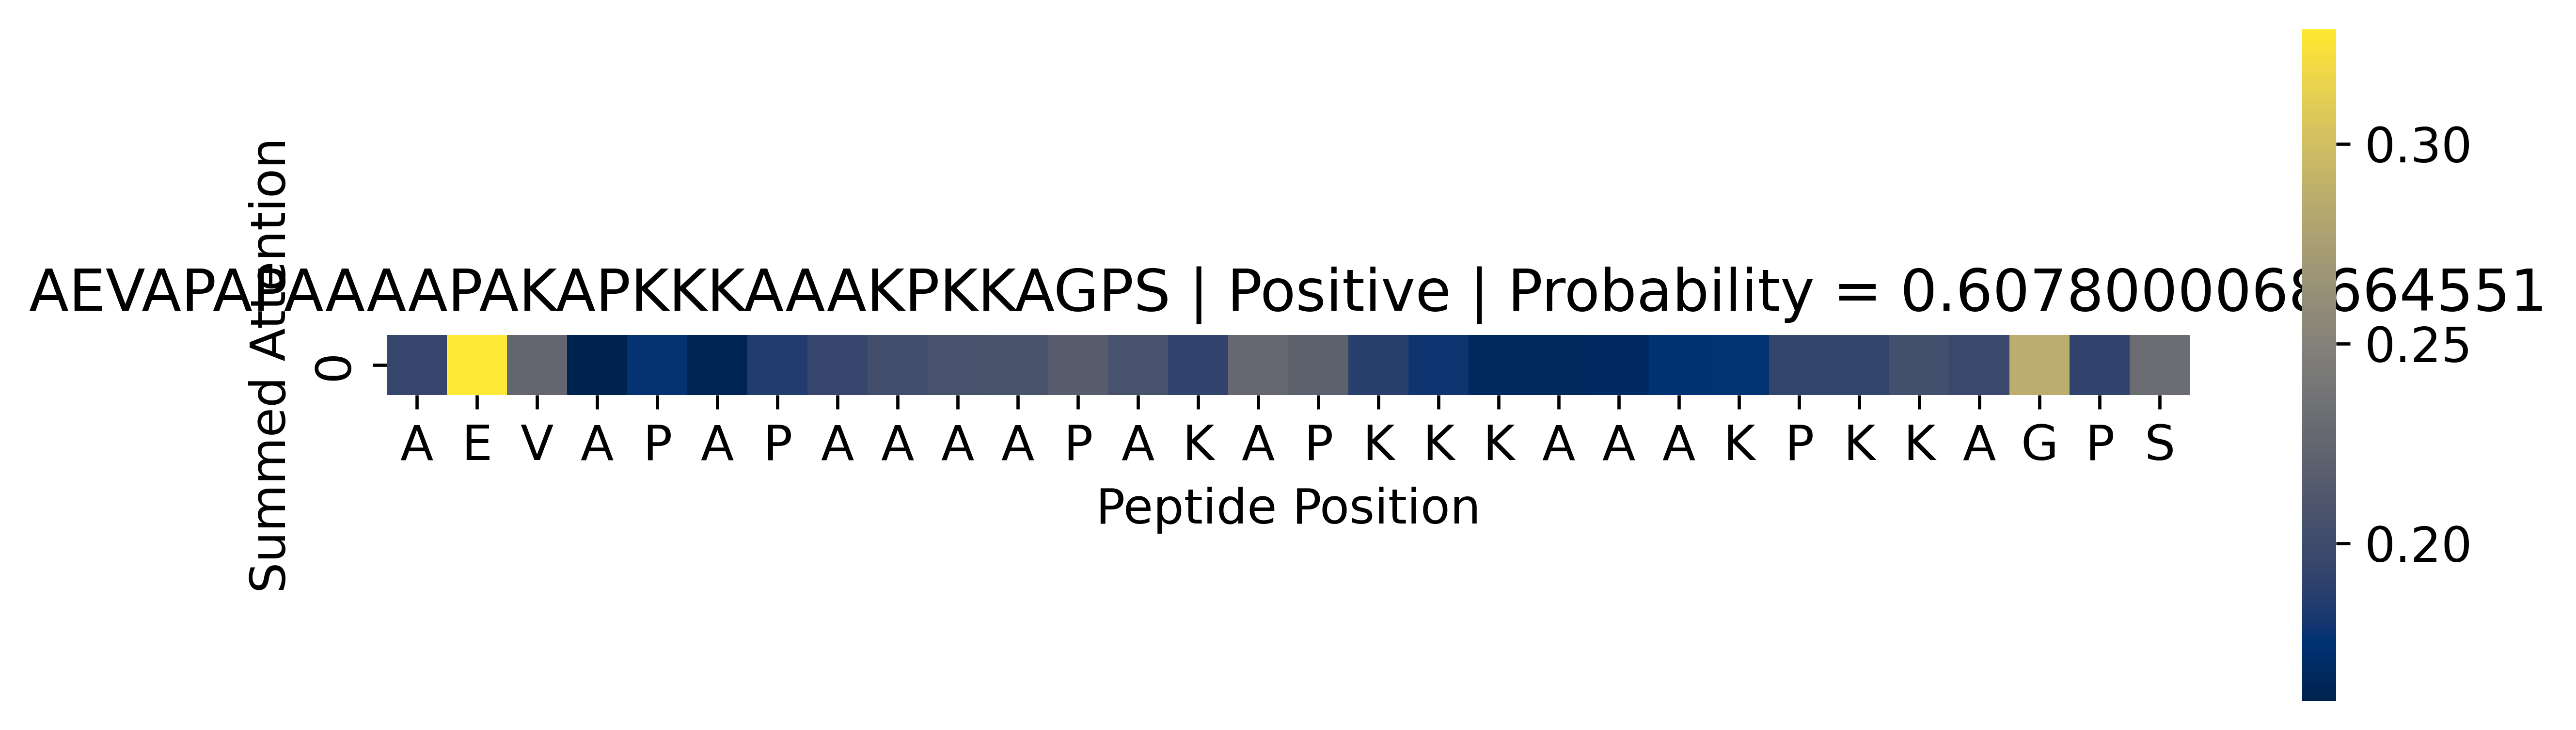 AEVAPAPAAAAPAKAPKKKAAAKPKKAGPS | Positive | Probability = 0.6078000068664551
Summed Attention
0
A E V A P A P A A A A P A K A P K K K A A A K P K K A G P S
Peptide Position
0.30
0.25
0.20